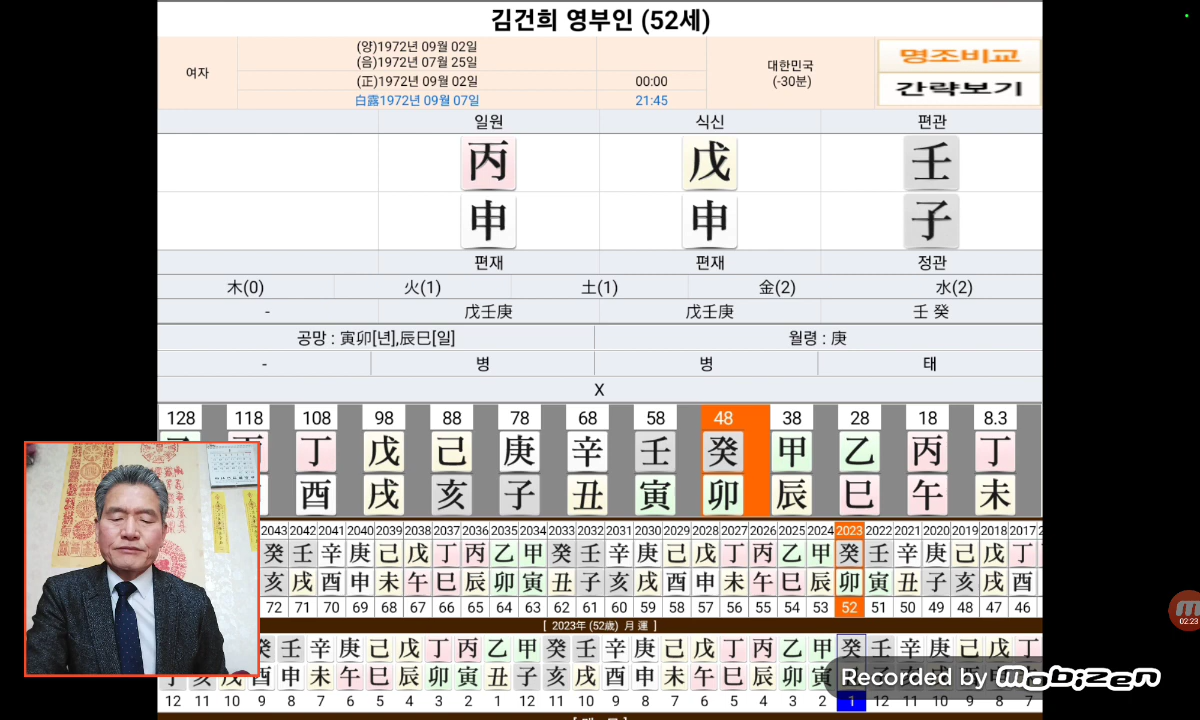 김건희 영부인 (52세)
여자
(양)1972년 09월 02일
(음)1972년 07월 25일
(正)1972년 09월 02일
00:00
白露1972년 09월 07일
21:45
대한민국
(-30분)
명조비교
간략보기
일원 식신 편관
丙 戊 壬
申 申 子
편재 편재 정관
木(0) 火(1) 土(1) 金(2) 水(2)
- 戊壬庚 戊壬庚 壬 癸
공망 : 寅卯[년],辰巳[일] 월령 : 庚
- 병 병 태
X
128 118 108 98 88 78 68 58 48 38 28 18 8.3
丁 戊 己 庚 辛 壬 癸 甲 乙 丙 丁
酉 戌 亥 子 丑 寅 卯 辰 巳 午 未
2043 2042 2041 2040 2039 2038 2037 2036 2035 2034 2033 2032 2031 2030 2029 2028 2027 2026 2025 2024 2023 2022 2021 2020 2019 2018 2017
癸 壬 辛 庚 己 戊 丁 丙 乙 甲 癸 壬 辛 庚 己 戊 丁 丙 乙 甲 癸 壬 辛 庚 己 戊 丁
亥 戌 酉 申 未 午 巳 辰 卯 寅 丑 子 亥 戌 酉 申 未 午 巳 辰 卯 寅 丑 子 亥 戌 酉
72 71 70 69 68 67 66 65 64 63 62 61 60 59 58 57 56 55 54 53 52 51 50 49 48 47 46
[ 2023年 (52歲) 月 運 ]
癸 壬 辛 庚 己 戊 丁 丙 乙 甲 癸 壬 辛 庚 己 戊 丁 丙 乙 甲 癸 壬 辛 庚 己 戊 丁
酉 申 未 午 巳 辰 卯 寅 丑 子 亥 戌 酉 申 未 午 巳 辰 卯 寅
12 11 10 9 8 7 6 5 4 3 2 1 12 11 10 9 8 7 6 5 4 3 2 1 12 11 10 9 8 7
Recorded by mobizen
02:23